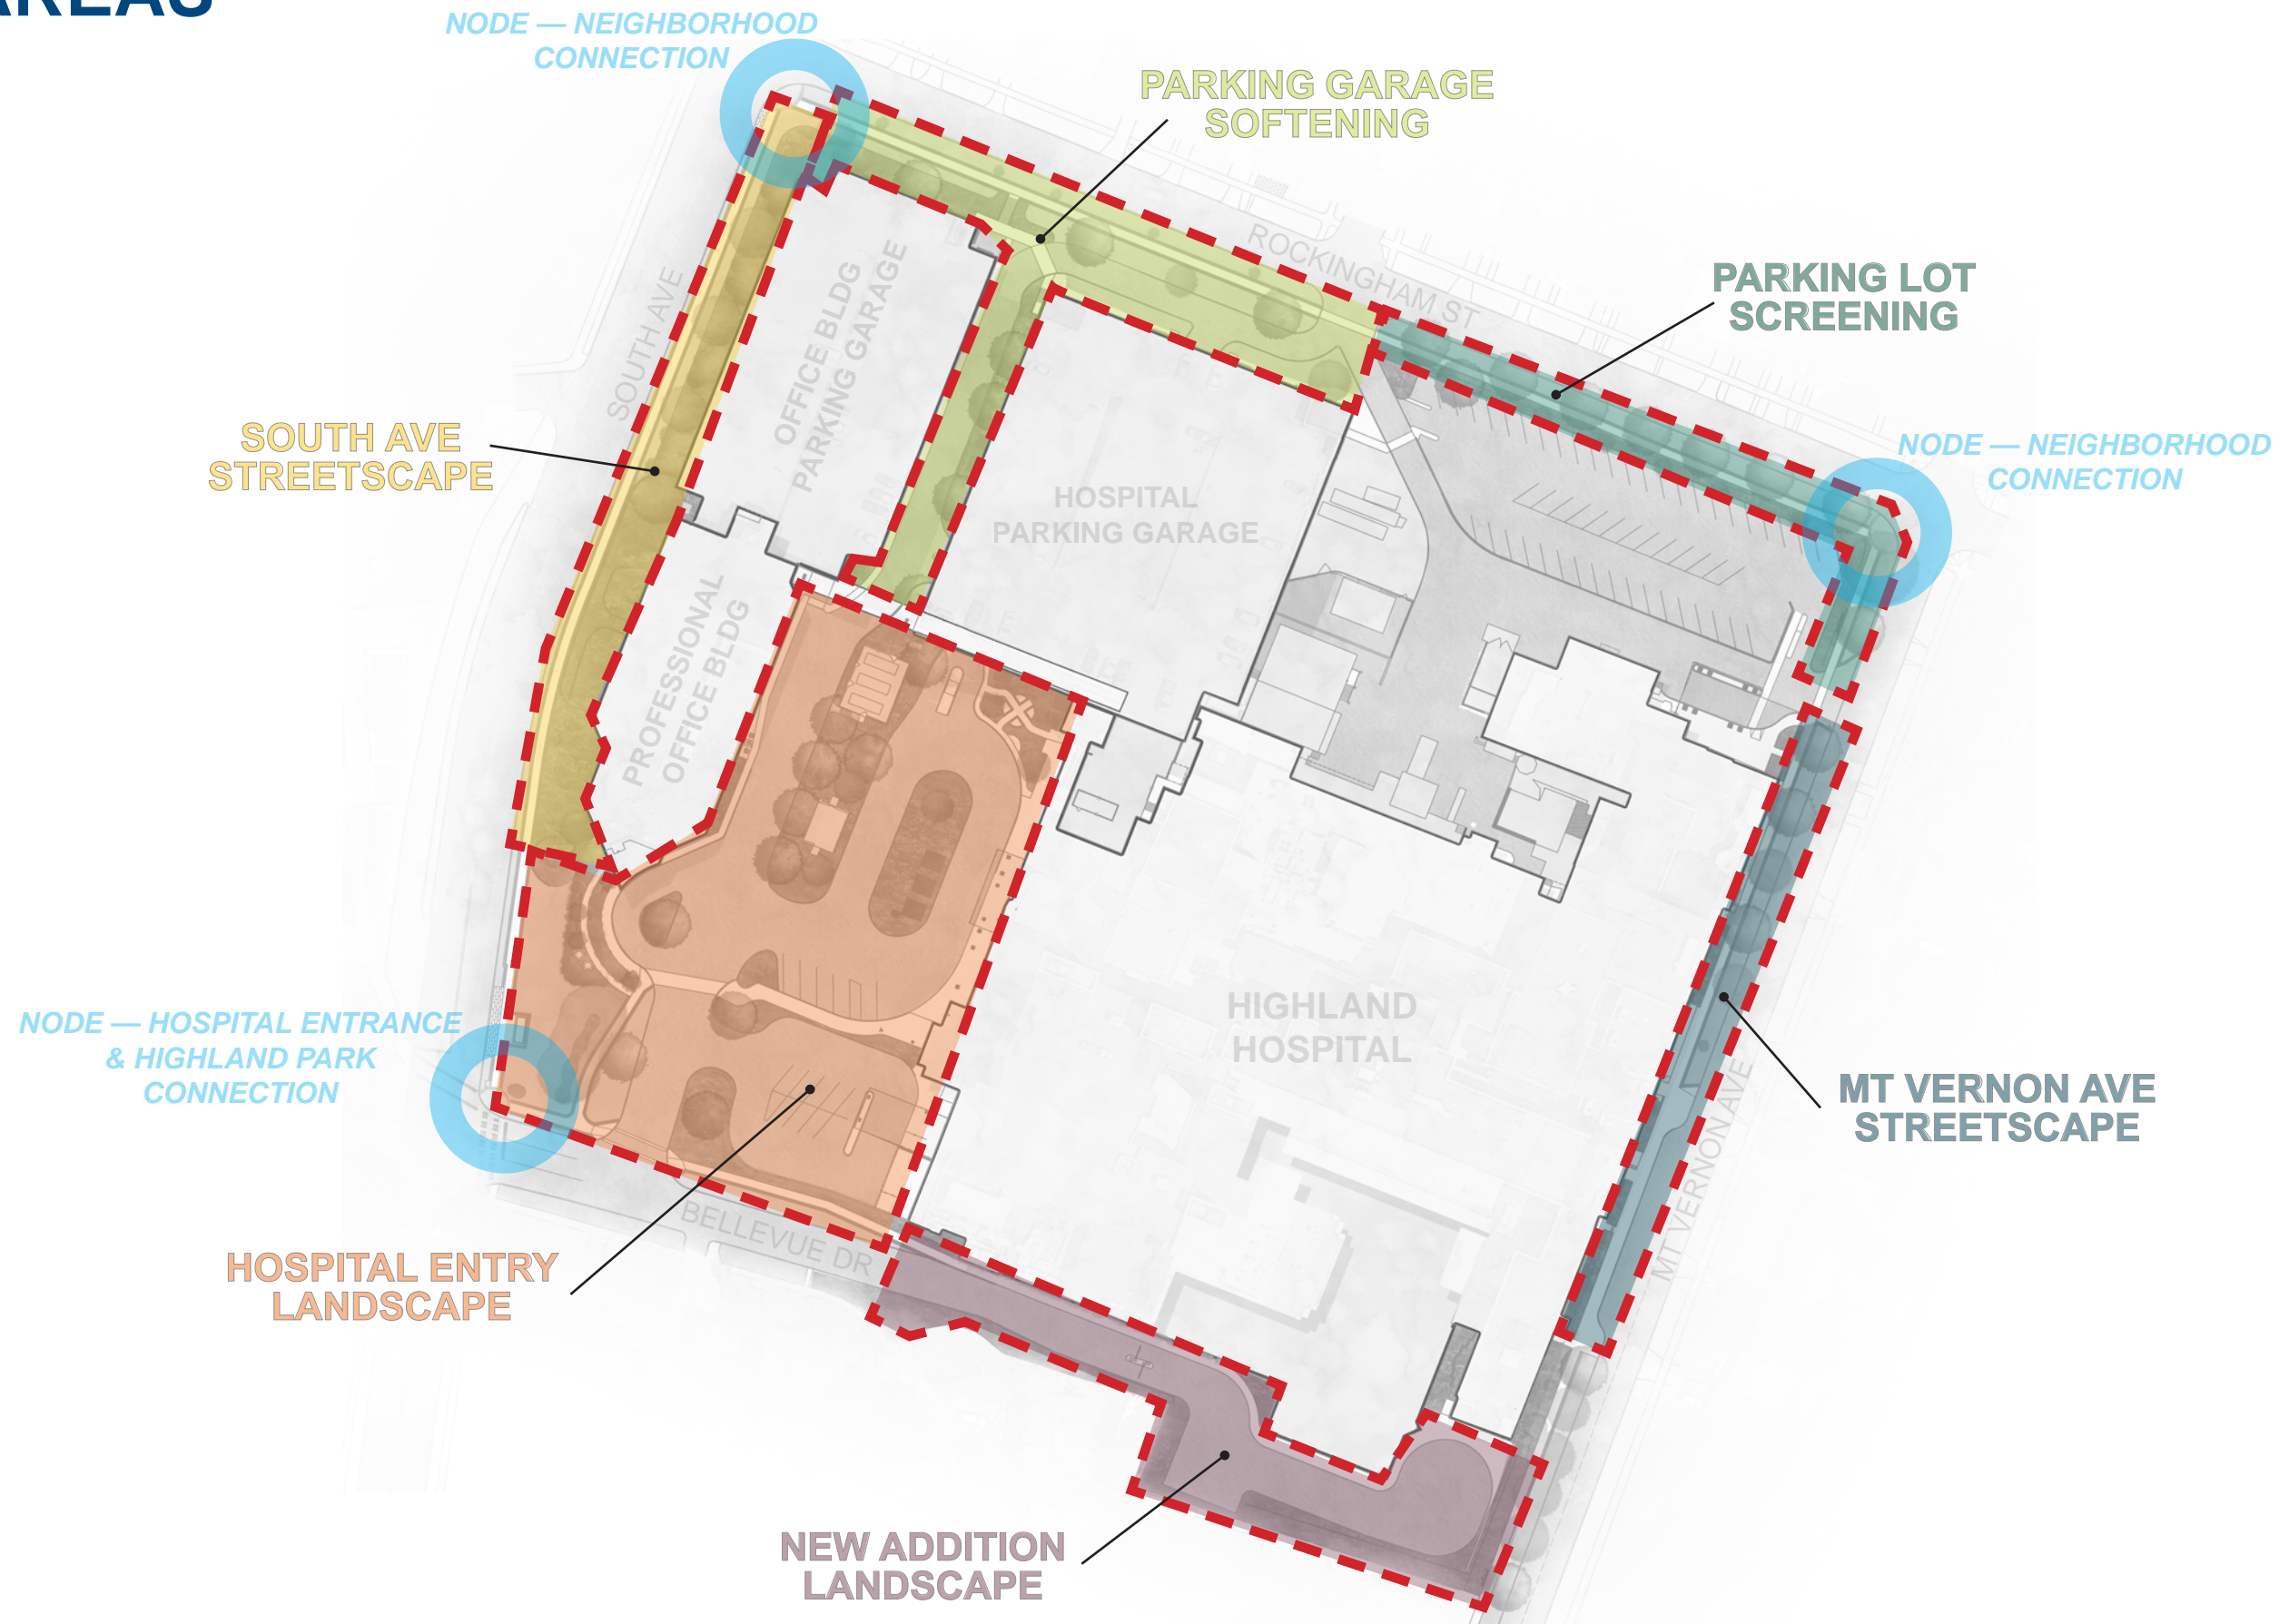 AREAS
NODE — NEIGHBORHOOD
CONNECTION
PARKING GARAGE
SOFTENING
ROCKINGHAM ST
PARKING LOT
SCREENING
SOUTH AVE
OFFICE BLDG
PARKING GARAGE
SOUTH AVE
STREETSCAPE
NODE — NEIGHBORHOOD
CONNECTION
HOSPITAL
PARKING GARAGE
PROFESSIONAL
OFFICE BLDG
NODE — HOSPITAL ENTRANCE
& HIGHLAND PARK
CONNECTION
HIGHLAND
HOSPITAL
MT VERNON AVE
STREETSCAPE
MT VERNON AVE
BELLEVUE DR
HOSPITAL ENTRY
LANDSCAPE
NEW ADDITION
LANDSCAPE